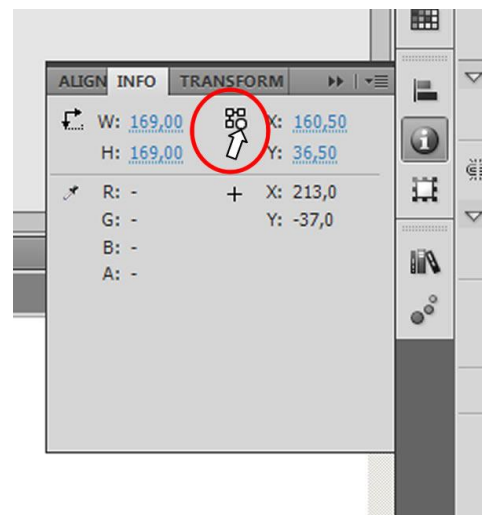 ALIGN INFO TRANSFORM
W: 169,00 X: 160,50
H: 169,00 Y: 36,50
R: - X: 213,0
G: - Y: -37,0
B: -
A: -